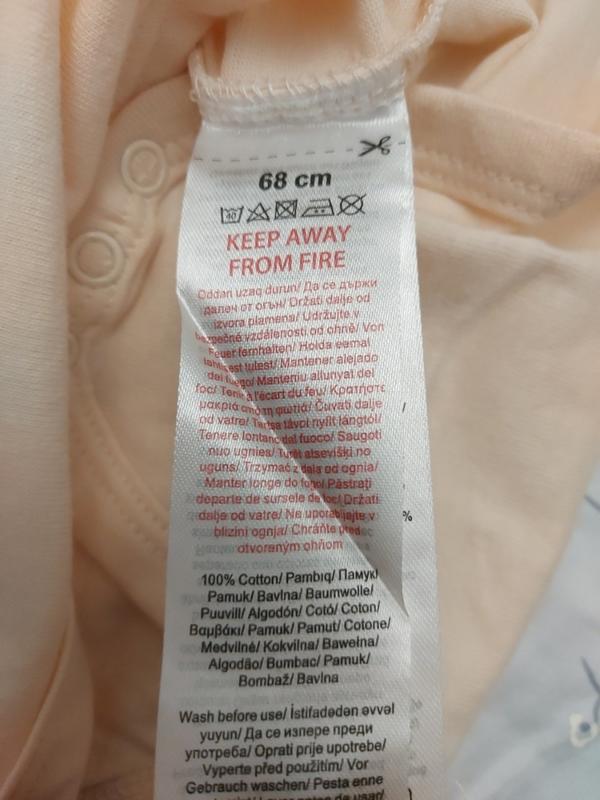 68 cm
40
KEEP AWAY
FROM FIRE
Oddan uzaq durun/ Да се държи
далеч от огън/ Držati dalje od
izvora plamena/ Udržujte v
bezpečné vzdálenosti od ohně/ Von
Feuer fernhalten/ Hoida eemal
lahtisest tulest/ Mantener alejado
del fuego/ Manteniu allunyat del
foc/ Tenir à l'écart du feu/ Κρατήστε
μακριά από τη φωτιά/ Čuvati dalje
od vatre/ Tartsa távol nyílt lángtól/
Tenere lontano dal fuoco/ Saugoti
nuo ugnies/ Turēt atsevišķi no
uguns/ Trzymać z dala od ognia/
Manter longe do fogo/ Păstrați
departe de sursele de foc/ Držati
dalje od vatre/ Ne uporabljajte v
blizini ognja/ Chráňte pred
otvoreným ohňom
100% Cotton/ Pambıq/ Памук/
Pamuk/ Bavlna/ Baumwolle/
Puuvill/ Algodón/ Cotó/ Coton/
Βαμβάκι/ Pamuk/ Pamut/ Cotone/
Medvilnė/ Kokvilna/ Bawełna/
Algodão/ Bumbac/ Pamuk/
Bombaž/ Bavlna
Wash before use/ İstifadədən əvvəl
yuyun/ Да се изпере преди
употреба/ Oprati prije upotrebe/
Vyperte před použitím/ Vor
Gebrauch waschen/ Pesta enne
/
%